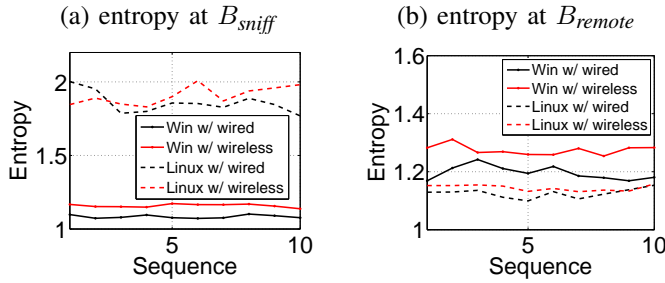 (a) entropy at B_sniff
Entropy
2
1.5
1
Win w/ wired
Win w/ wireless
Linux w/ wired
Linux w/ wireless
5
10
Sequence
(b) entropy at B_remote
Entropy
1.6
1.4
1.2
1
Win w/ wired
Win w/ wireless
Linux w/ wired
Linux w/ wireless
5
10
Sequence